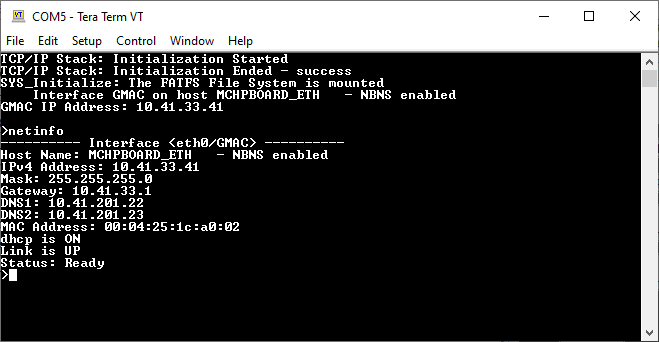 COM5 - Tera Term VT
File Edit Setup Control Window Help
TCP/IP Stack: Initialization Started
TCP/IP Stack: Initialization Ended - success
SYS_Initialize: The FATFS File System is mounted
    Interface GMAC on host MCHPBOARD_ETH   - NBNS enabled
GMAC IP Address: 10.41.33.41
>netinfo
---------- Interface <eth0/GMAC> ----------
Host Name: MCHPBOARD_ETH   - NBNS enabled
IPv4 Address: 10.41.33.41
Mask: 255.255.255.0
Gateway: 10.41.33.1
DNS1: 10.41.201.22
DNS2: 10.41.201.23
MAC Address: 00:04:25:1c:a0:02
dhcp is ON
Link is UP
Status: Ready
>